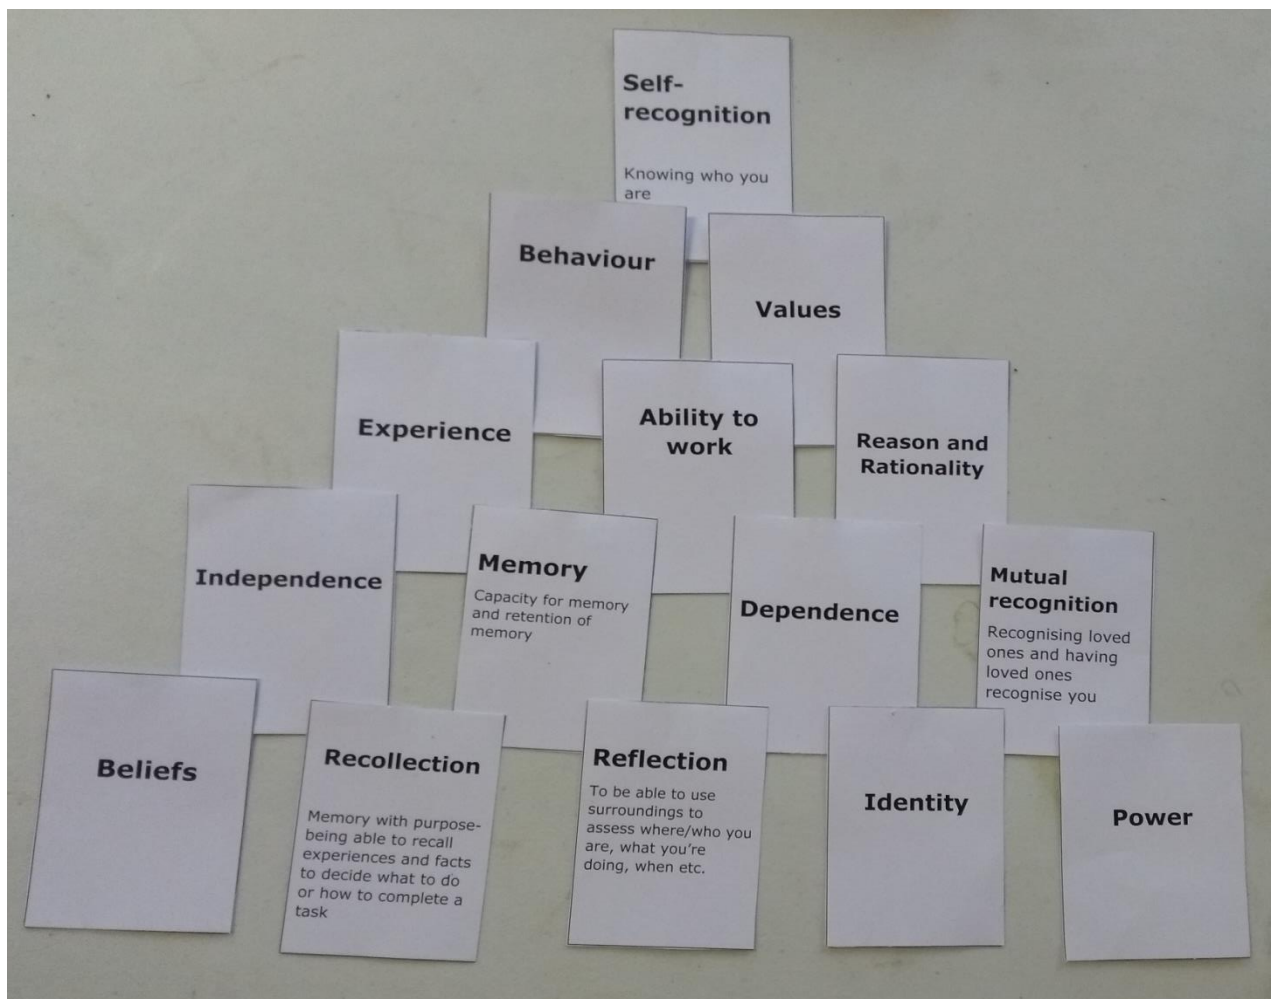 Self-
recognition
Knowing who you
are
Behaviour
Values
Experience
Ability to
work
Reason and
Rationality
Independence
Memory
Capacity for memory
and retention of
memory
Dependence
Mutual
recognition
Recognising loved
ones and having
loved ones
recognise you
Beliefs
Recollection
Memory with purpose-
being able to recall
experiences and facts
to decide what to do
or how to complete a
task
Reflection
To be able to use
surroundings to
assess where/who you
are, what you're
doing, when etc.
Identity
Power